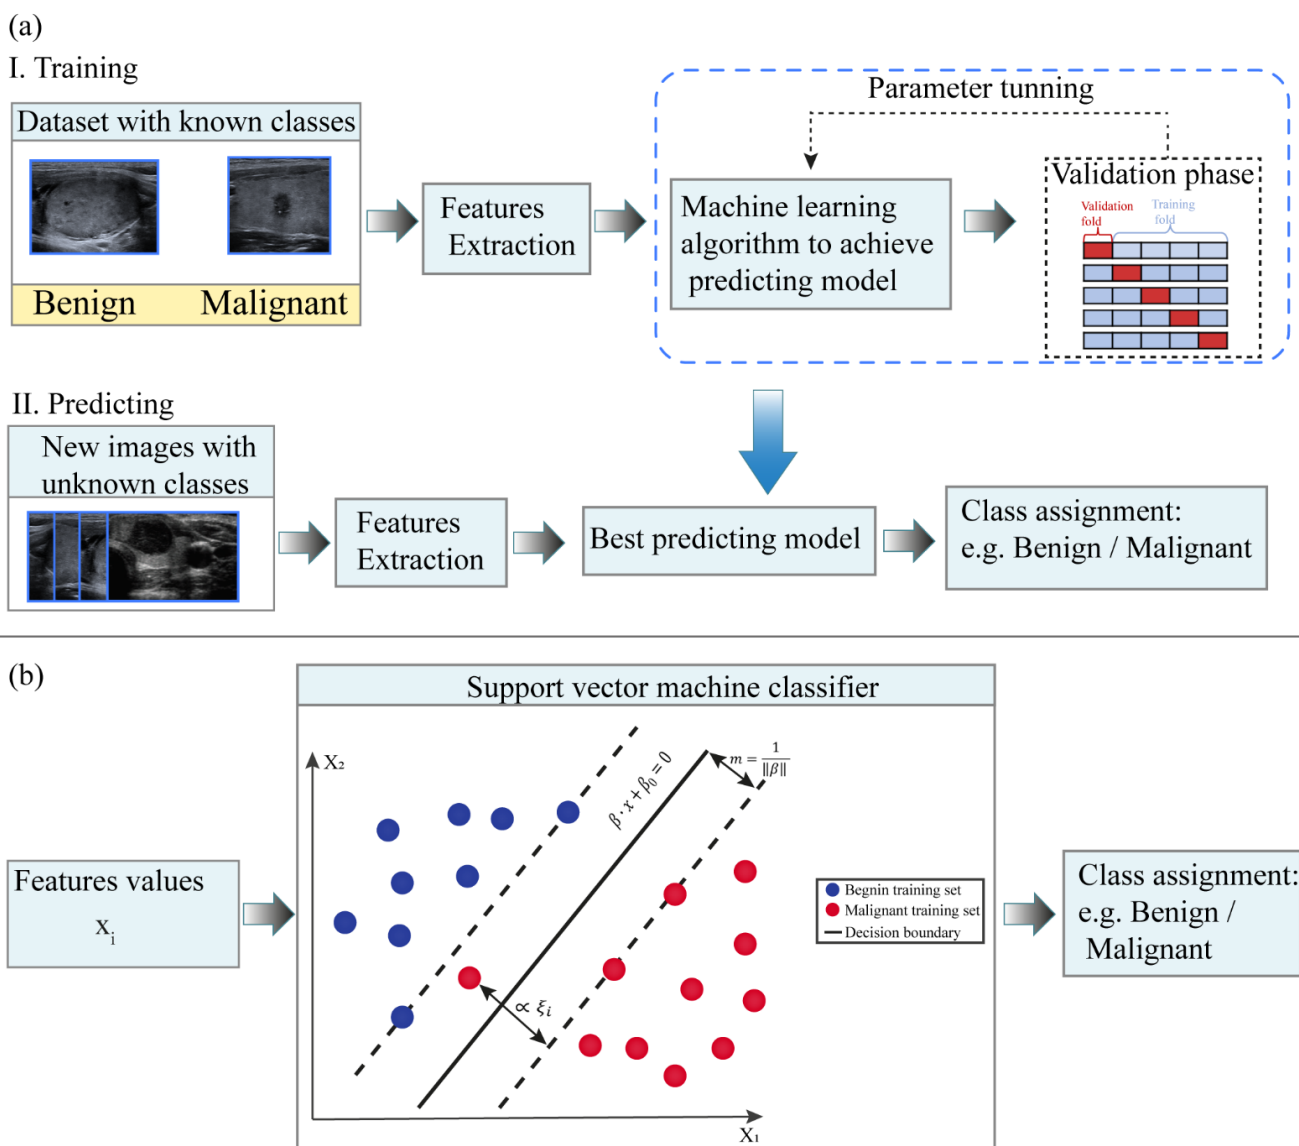 (a)
I. Training
Dataset with known classes
Benign
Malignant
Features
Extraction
Parameter tunning
Machine learning
algorithm to achieve
predicting model
Validation phase
Validation
fold
Training
fold
II. Predicting
New images with
unknown classes
Features
Extraction
Best predicting model
Class assignment:
e.g. Benign / Malignant
(b)
Support vector machine classifier
Features values
X_i
X₂
β · x + β₀ = 0
m = 1/‖β‖
∝ ξᵢ
X₁
Begnin training set
Malignant training set
Decision boundary
Class assignment:
e.g. Benign /
Malignant